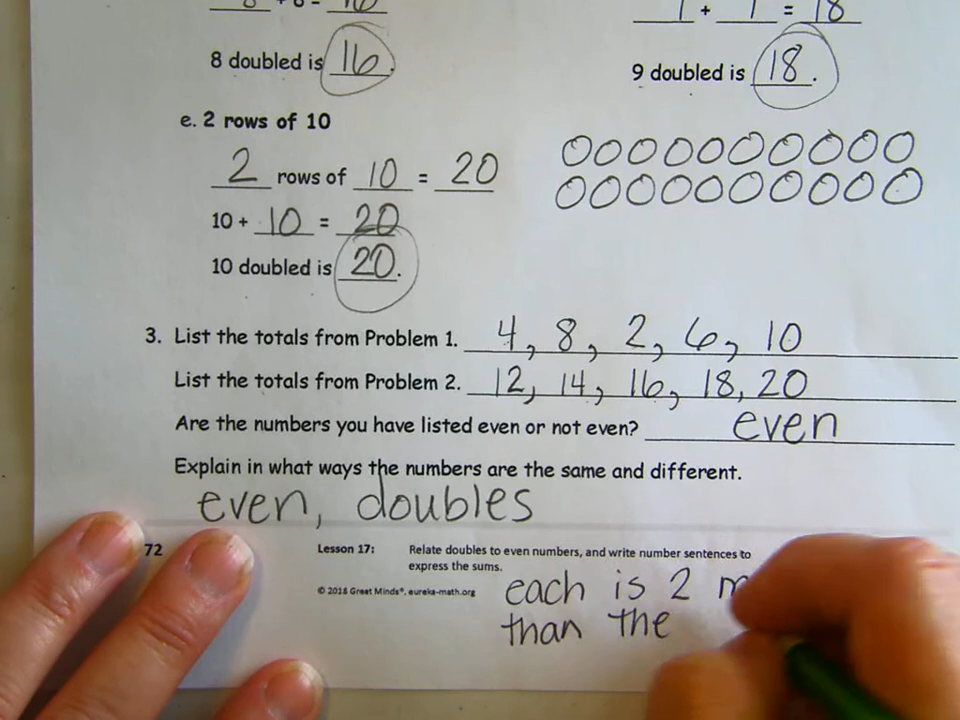 8 + 8 = 16
+ = 18
8 doubled is 16.
9 doubled is 18.
e. 2 rows of 10
2 rows of 10 = 20
10 + 10 = 20
10 doubled is 20.
3. List the totals from Problem 1. 4, 8, 2, 6, 10
List the totals from Problem 2. 12, 14, 16, 18, 20
Are the numbers you have listed even or not even? even
Explain in what ways the numbers are the same and different.
even, doubles
72
Lesson 17: Relate doubles to even numbers, and write number sentences to
express the sums.
© 2016 Great Minds®. eureka-math.org
each is 2
than the